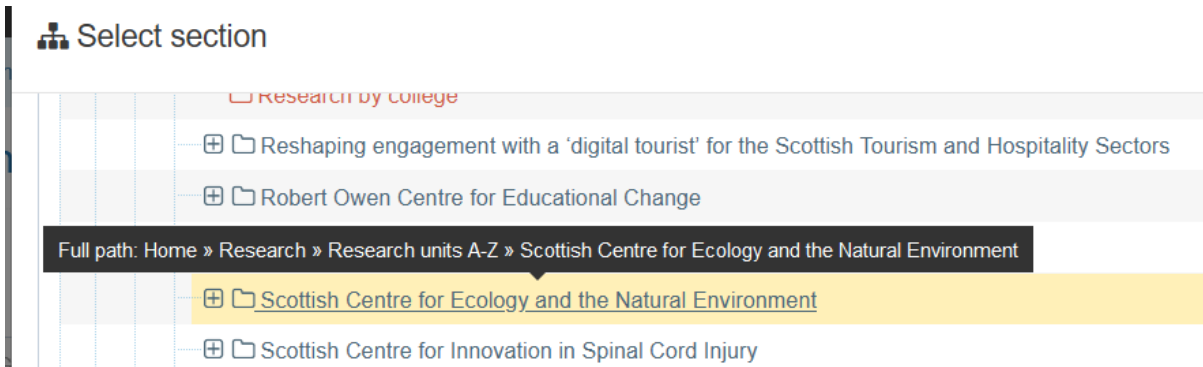 Select section
Research by college
Reshaping engagement with a ‘digital tourist’ for the Scottish Tourism and Hospitality Sectors
Robert Owen Centre for Educational Change
Full path: Home » Research » Research units A-Z » Scottish Centre for Ecology and the Natural Environment
Scottish Centre for Ecology and the Natural Environment
Scottish Centre for Innovation in Spinal Cord Injury